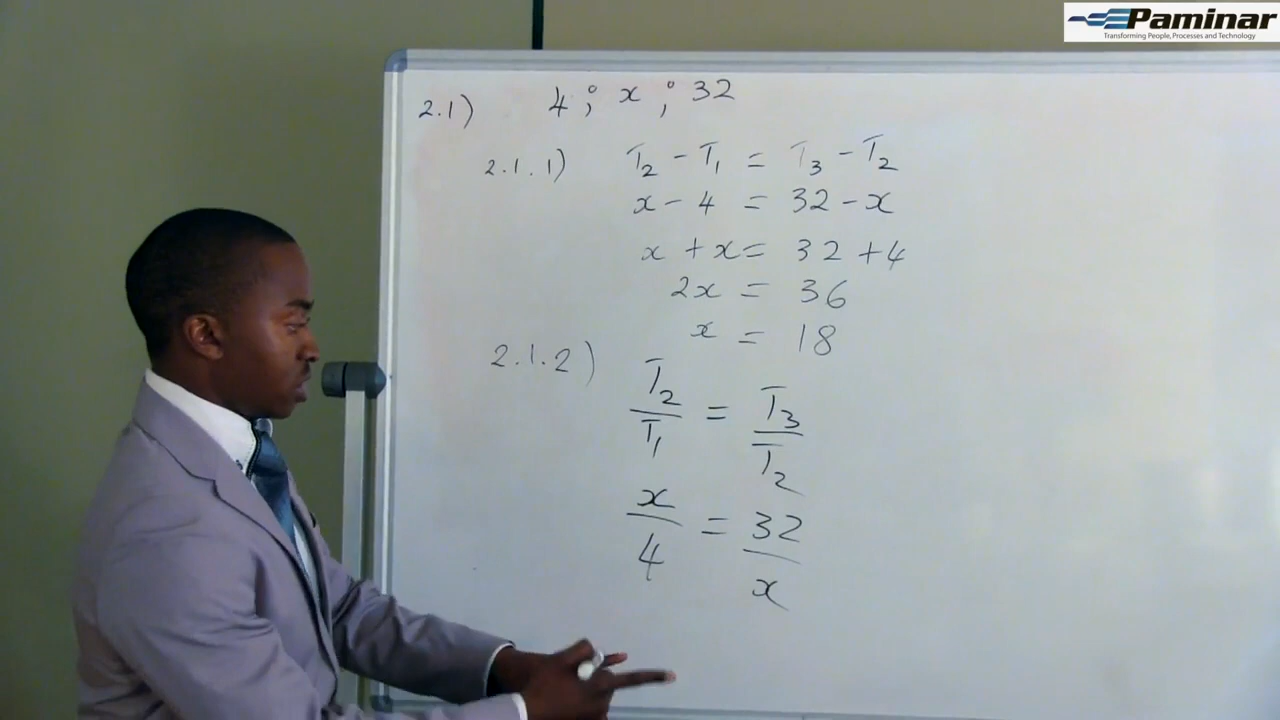 Paminar
Transforming People, Processes and Technology
2.1) 4 ; x ; 32
2.1.1) T₂ - T₁ = T₃ - T₂
x - 4 = 32 - x
x + x = 32 + 4
2x = 36
x = 18
2.1.2) T₂/T₁ = T₃/T₂
x/4 = 32/x